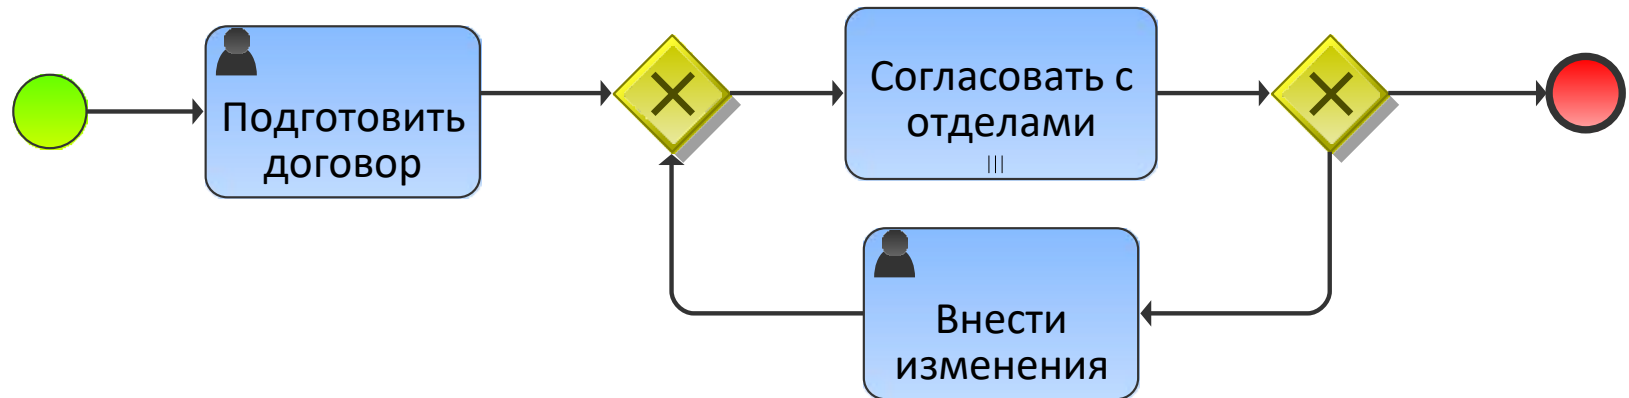 Подготовить
договор
Согласовать с
отделами
Внести
изменения